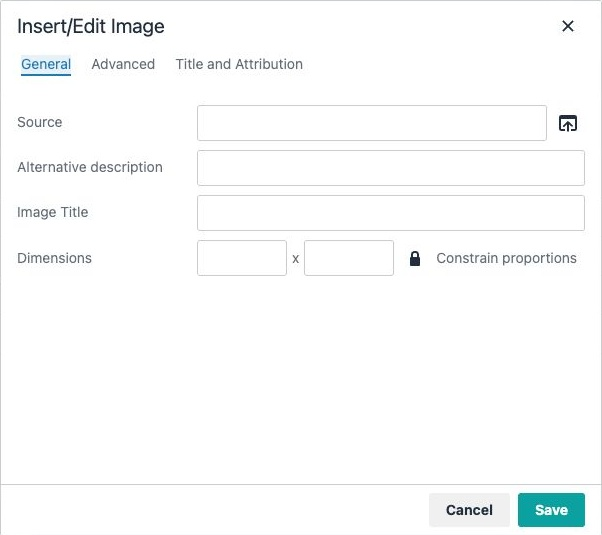 Insert/Edit Image
General Advanced Title and Attribution
Source
Alternative description
Image Title
Dimensions x Constrain proportions
Cancel Save